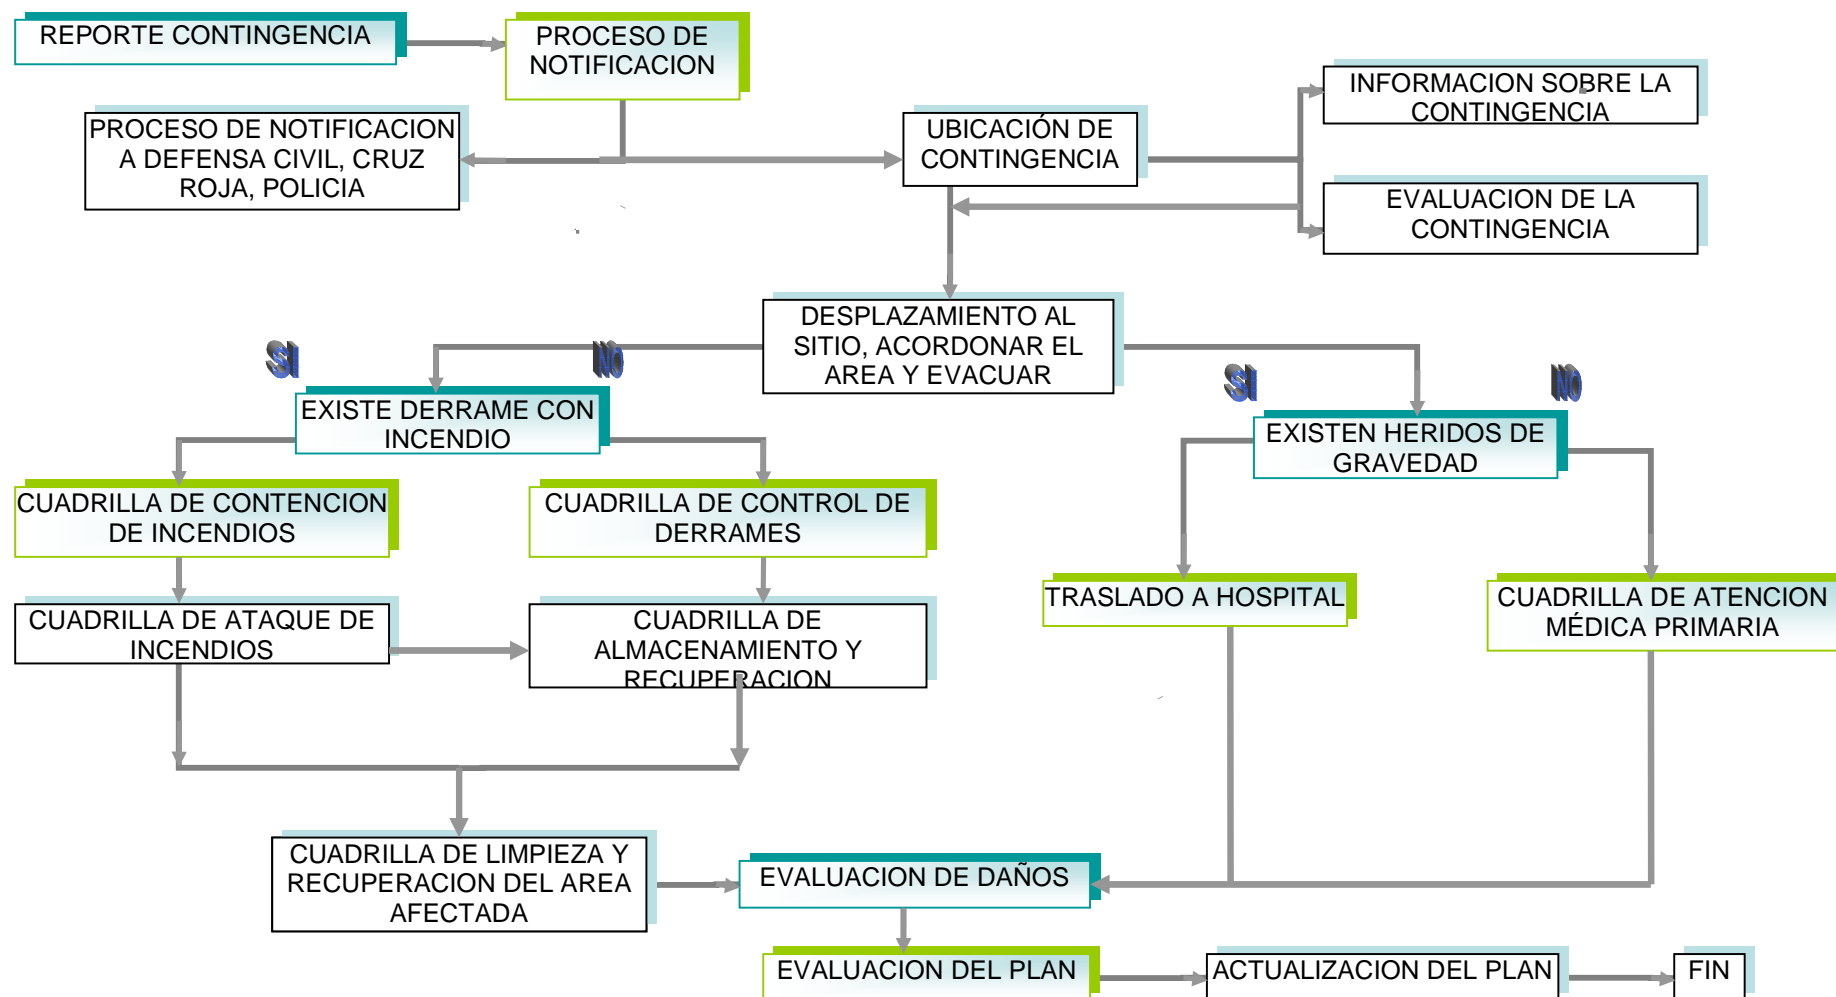 REPORTE CONTINGENCIA
PROCESO DE
NOTIFICACION
PROCESO DE NOTIFICACION
A DEFENSA CIVIL, CRUZ
ROJA, POLICIA
UBICACIÓN DE
CONTINGENCIA
INFORMACION SOBRE LA
CONTINGENCIA
EVALUACION DE LA
CONTINGENCIA
DESPLAZAMIENTO AL
SITIO, ACORDONAR EL
AREA Y EVACUAR
SI
NO
EXISTE DERRAME CON
INCENDIO
SI
NO
EXISTEN HERIDOS DE
GRAVEDAD
CUADRILLA DE CONTENCION
DE INCENDIOS
CUADRILLA DE CONTROL DE
DERRAMES
TRASLADO A HOSPITAL
CUADRILLA DE ATENCION
MÉDICA PRIMARIA
CUADRILLA DE ATAQUE DE
INCENDIOS
CUADRILLA DE
ALMACENAMIENTO Y
RECUPERACION
CUADRILLA DE LIMPIEZA Y
RECUPERACION DEL AREA
AFECTADA
EVALUACION DE DAÑOS
EVALUACION DEL PLAN
ACTUALIZACION DEL PLAN
FIN